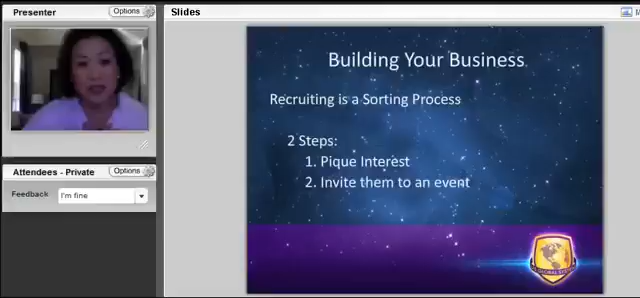 Presenter
Options
Slides
Building Your Business
Recruiting is a Sorting Process
2 Steps:
1. Pique Interest
2. Invite them to an event
Attendees - Private
Options
Feedback
I'm fine